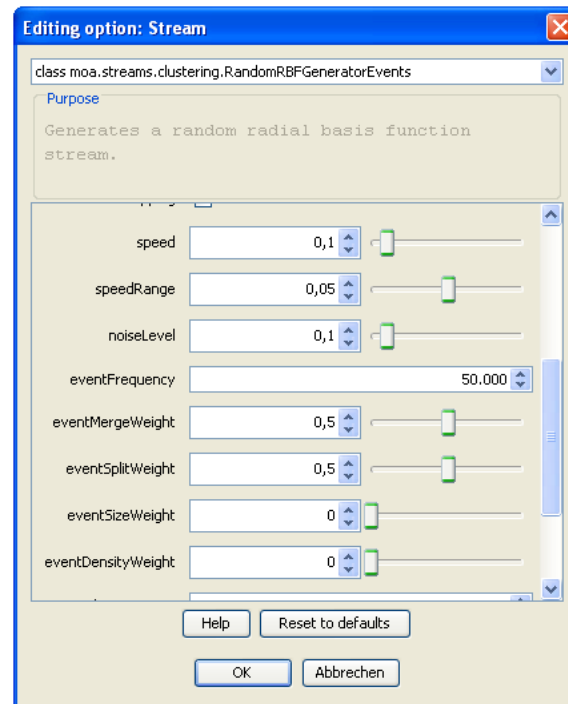 Editing option: Stream
class moa.streams.clustering.RandomRBFGeneratorEvents
Purpose
Generates a random radial basis function
stream.
speed 0,1
speedRange 0,05
noiseLevel 0,1
eventFrequency 50.000
eventMergeWeight 0,5
eventSplitWeight 0,5
eventSizeWeight 0
eventDensityWeight 0
Help Reset to defaults
OK Abbrechen